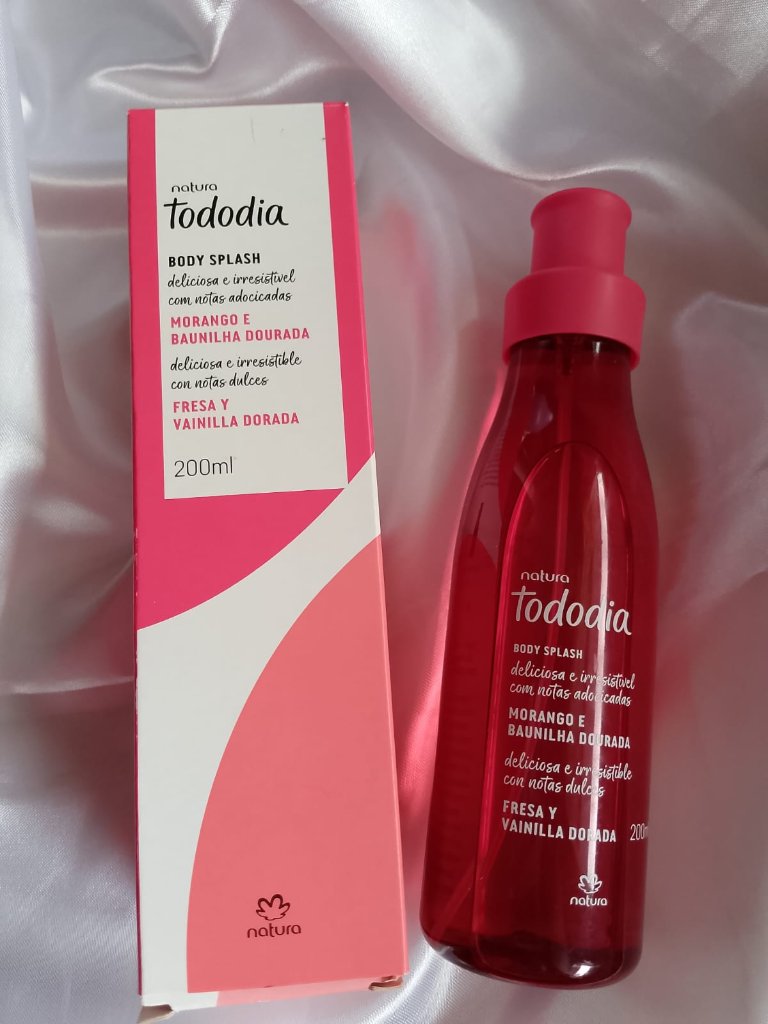 natura
tododia
BODY SPLASH
deliciosa e irresistível
com notas adocicadas
MORANGO E
BAUNILHA DOURADA
deliciosa e irresistible
con notas dulces
FRESA Y
VAINILLA DORADA
200ml
natura
natura
tododia
BODY SPLASH
deliciosa e irresistível
com notas adocicadas
MORANGO E
BAUNILHA DOURADA
deliciosa e irresistible
con notas dulces
FRESA Y
VAINILLA DORADA 200m
natura